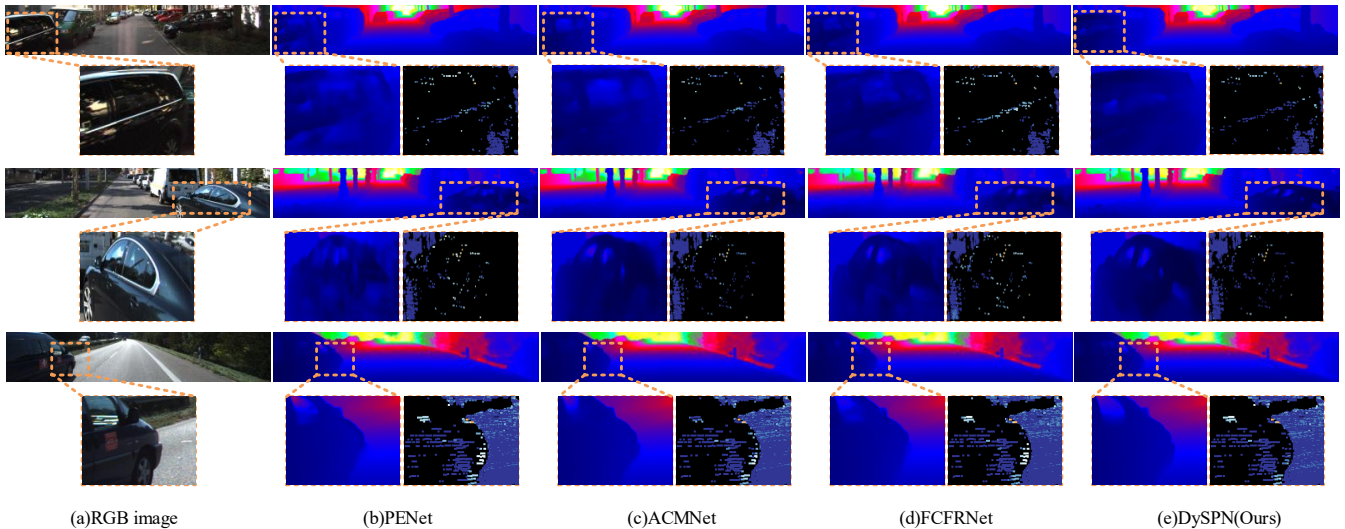 (a)RGB image
(b)PENet
(c)ACMNet
(d)FCFRNet
(e)DySPN(Ours)